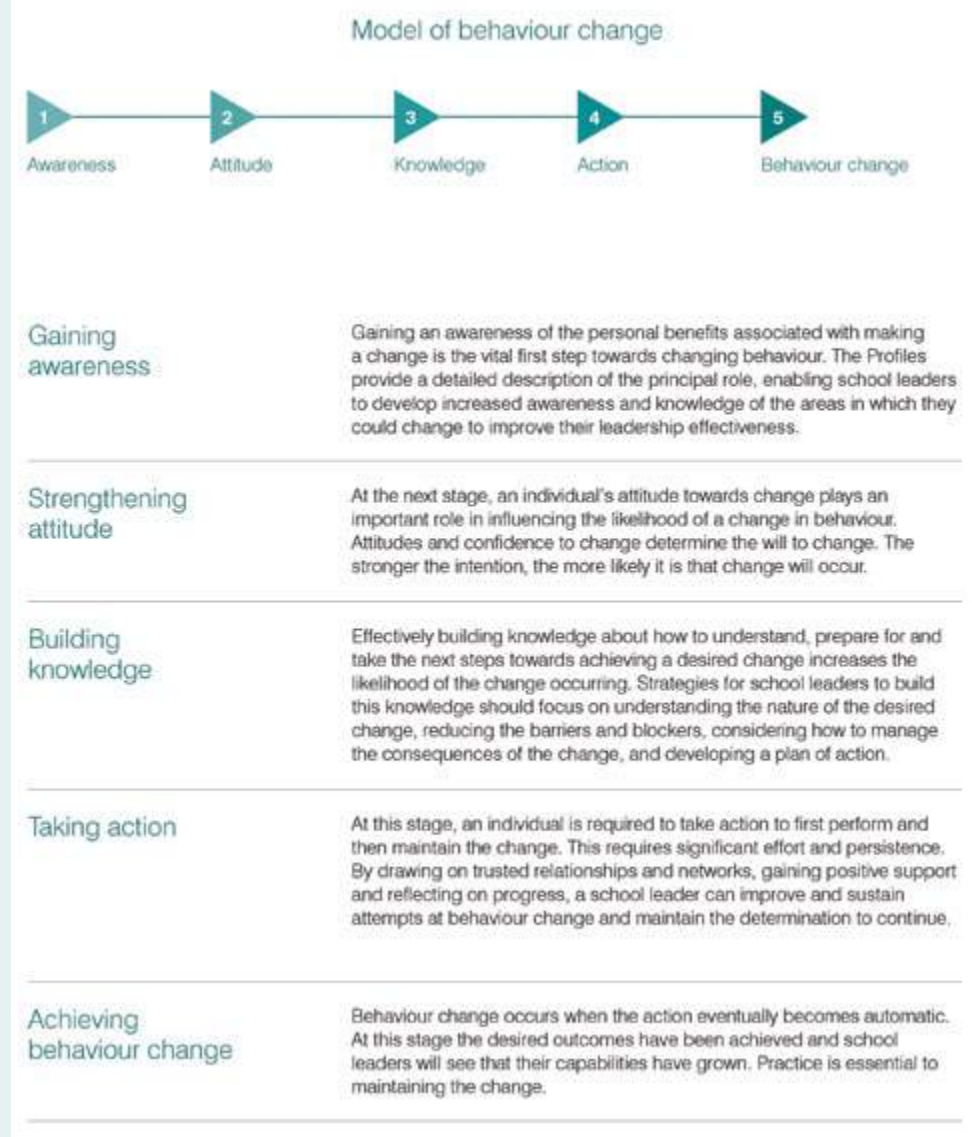 Model of behaviour change
1 2 3 4 5
Awareness Attitude Knowledge Action Behaviour change
Gaining
awareness
Gaining an awareness of the personal benefits associated with making
a change is the vital first step towards changing behaviour. The Profiles
provide a detailed description of the principal role, enabling school leaders
to develop increased awareness and knowledge of the areas in which they
could change to improve their leadership effectiveness.
Strengthening
attitude
At the next stage, an individual's attitude towards change plays an
important role in influencing the likelihood of a change in behaviour.
Attitudes and confidence to change determine the will to change. The
stronger the intention, the more likely it is that change will occur.
Building
knowledge
Effectively building knowledge about how to understand, prepare for and
take the next steps towards achieving a desired change increases the
likelihood of the change occurring. Strategies for school leaders to build
this knowledge should focus on understanding the nature of the desired
change, reducing the barriers and blockers, considering how to manage
the consequences of the change, and developing a plan of action.
Taking action
At this stage, an individual is required to take action to first perform and
then maintain the change. This requires significant effort and persistence.
By drawing on trusted relationships and networks, gaining positive support
and reflecting on progress, a school leader can improve and sustain
attempts at behaviour change and maintain the determination to continue.
Achieving
behaviour change
Behaviour change occurs when the action eventually becomes automatic.
At this stage the desired outcomes have been achieved and school
leaders will see that their capabilities have grown. Practice is essential to
maintaining the change.